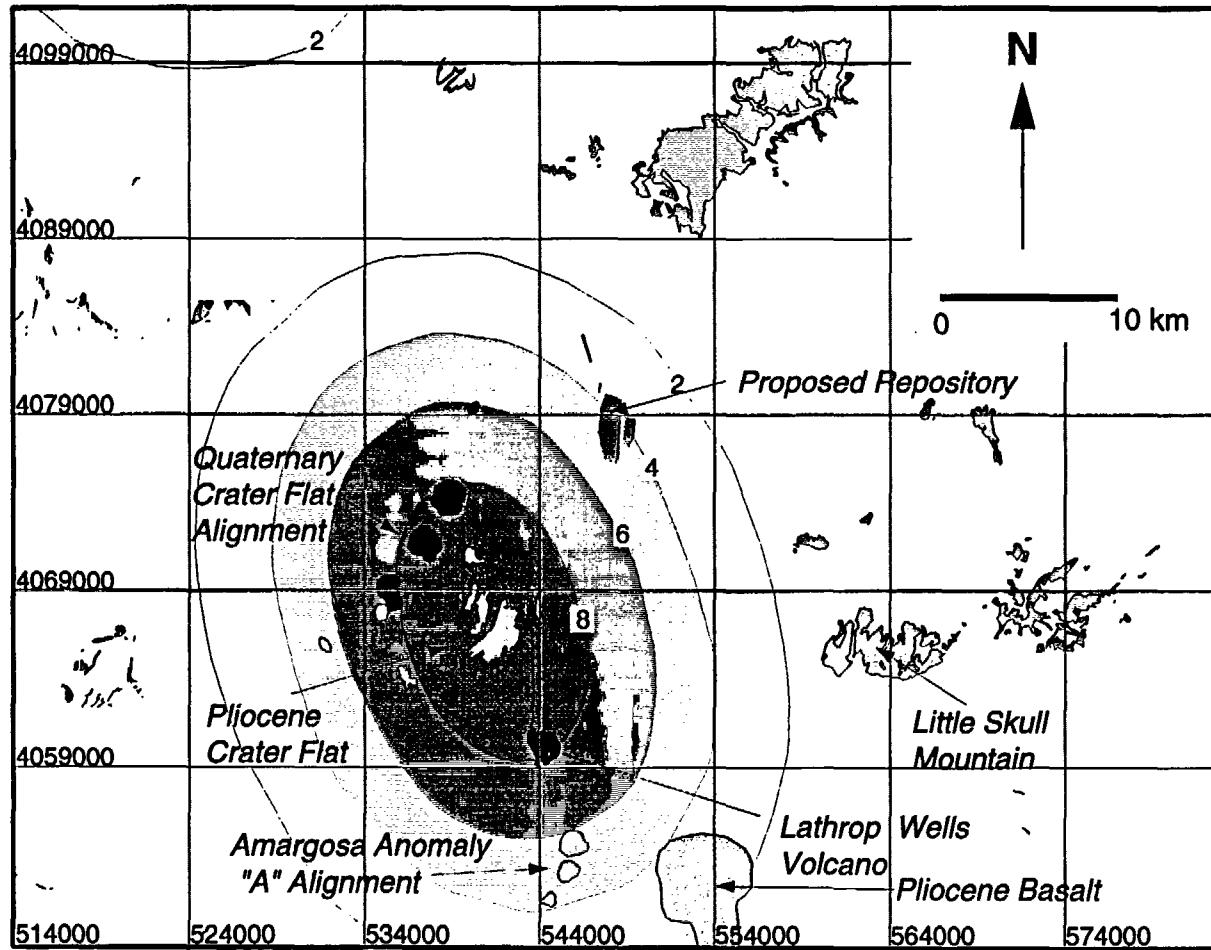 2
4099000
N
4089000
0 10 km
2
Proposed Repository
4079000
Quaternary
Crater Flat
Alignment
4
6
4069000
8
Pliocene
Crater Flat
Little Skull
Mountain
4059000
Lathrop Wells
Volcano
Amargosa Anomaly
"A" Alignment
Pliocene Basalt
514000 524000 534000 544000 554000 564000 574000